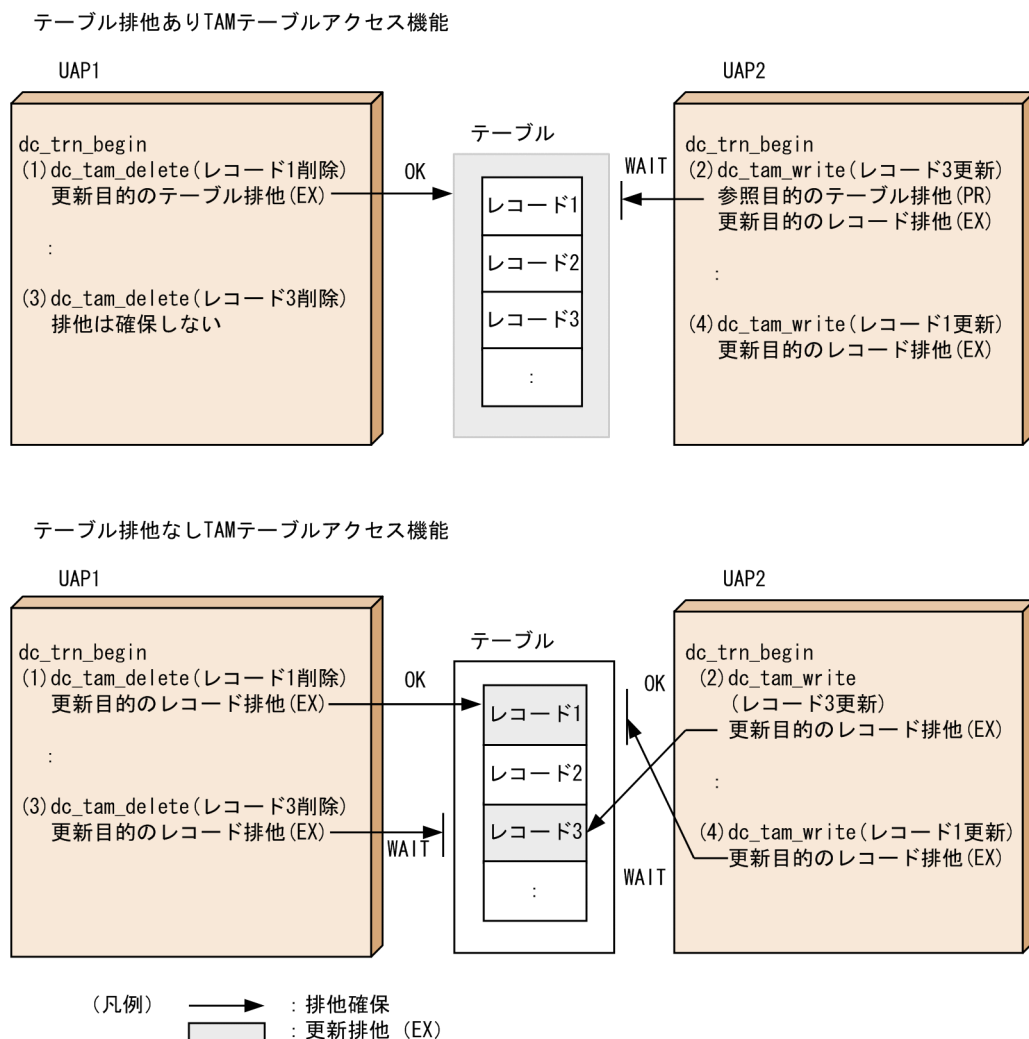 テーブル排他ありTAMテーブルアクセス機能
UAP1
dc_trn_begin
(1)dc_tam_delete(レコード1削除)
更新目的のテーブル排他(EX)
:
(3)dc_tam_delete(レコード3削除)
排他は確保しない
OK
テーブル
レコード1
レコード2
レコード3
:
WAIT
UAP2
dc_trn_begin
(2)dc_tam_write(レコード3更新)
参照目的のテーブル排他(PR)
更新目的のレコード排他(EX)
:
(4)dc_tam_write(レコード1更新)
更新目的のレコード排他(EX)
テーブル排他なしTAMテーブルアクセス機能
UAP1
dc_trn_begin
(1)dc_tam_delete(レコード1削除)
更新目的のレコード排他(EX)
:
(3)dc_tam_delete(レコード3削除)
更新目的のレコード排他(EX)
OK
WAIT
テーブル
レコード1
レコード2
レコード3
:
OK
WAIT
UAP2
dc_trn_begin
(2)dc_tam_write
(レコード3更新)
更新目的のレコード排他(EX)
:
(4)dc_tam_write(レコード1更新)
更新目的のレコード排他(EX)
(凡例)
:排他確保
:更新排他 (EX)